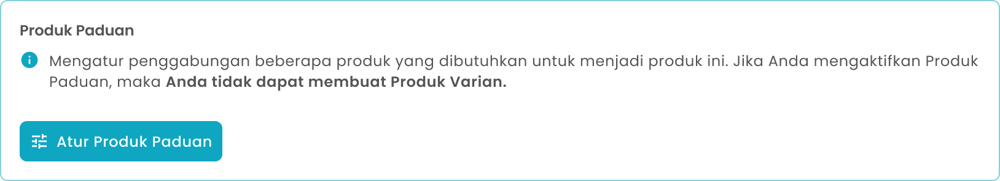 Produk Paduan
Mengatur penggabungan beberapa produk yang dibutuhkan untuk menjadi produk ini. Jika Anda mengaktifkan Produk
Paduan, maka Anda tidak dapat membuat Produk Varian.
Atur Produk Paduan